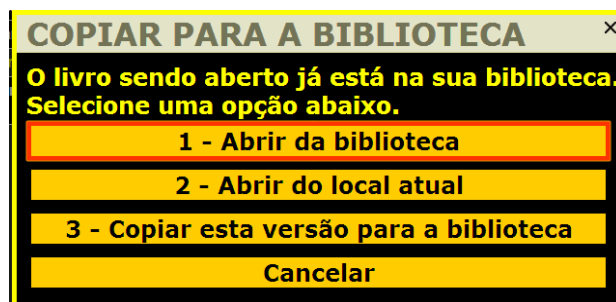 COPIAR PARA A BIBLIOTECA ×
O livro sendo aberto já está na sua biblioteca.
Selecione uma opção abaixo.
1 - Abrir da biblioteca
2 - Abrir do local atual
3 - Copiar esta versão para a biblioteca
Cancelar